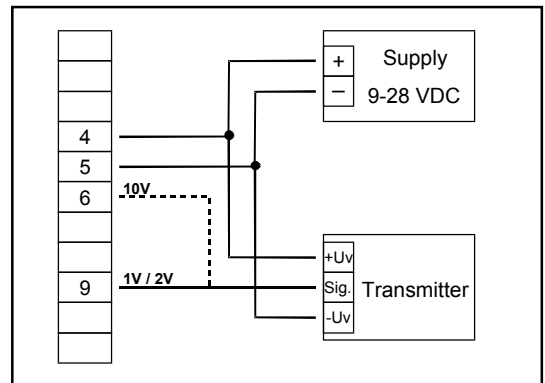 + Supply
– 9-28 VDC
4
5
6 10V
+Uv
9 1V / 2V Sig. Transmitter
-Uv